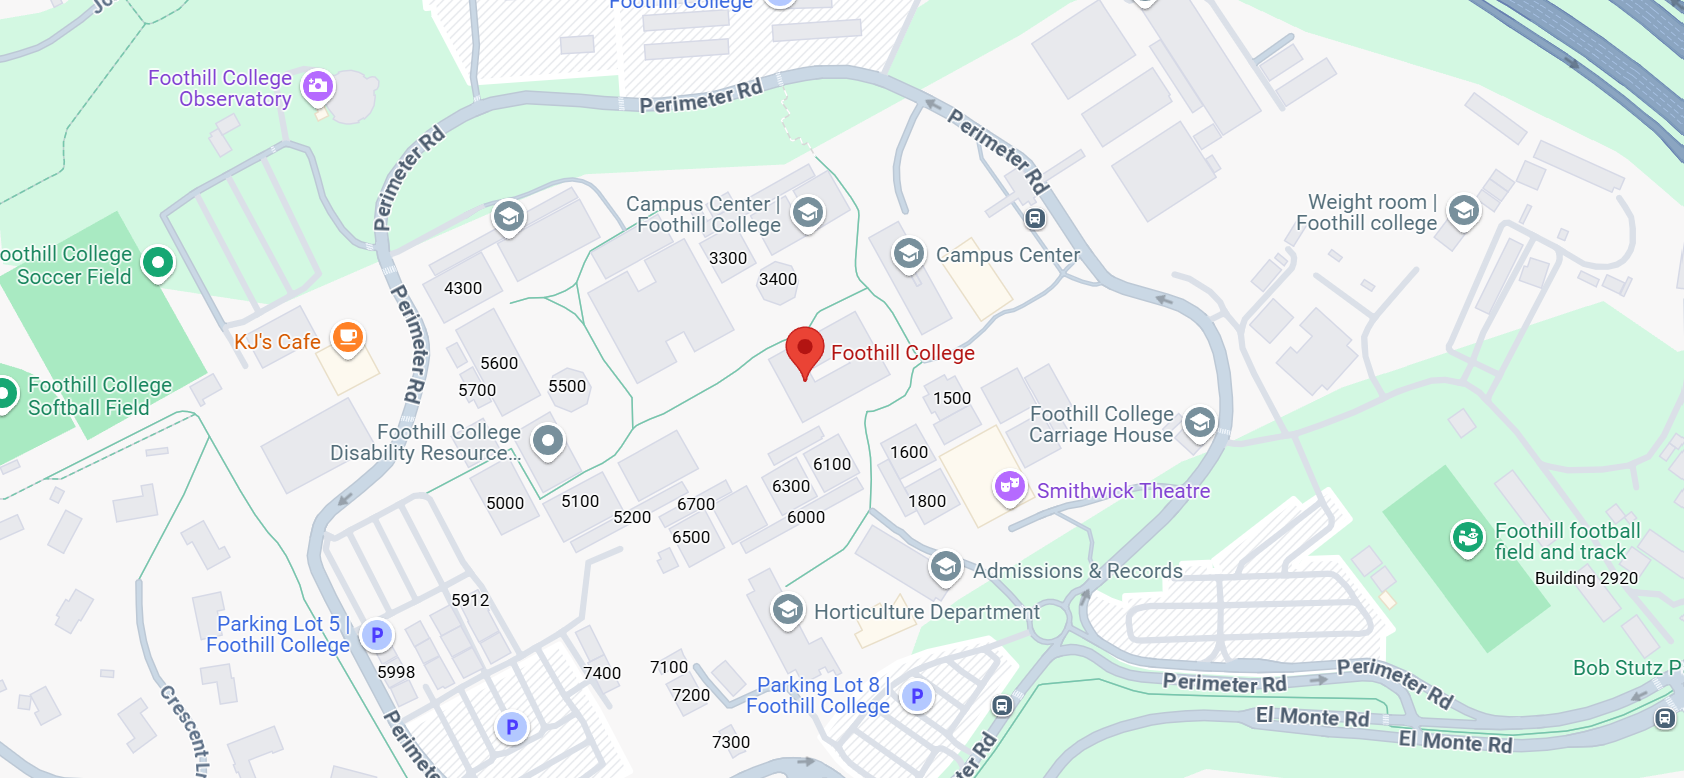 Foothill College
Foothill College
Observatory
Perimeter Rd
Perimeter Rd
Perimeter Rd
Campus Center |
Foothill College
Weight room |
Foothill college
oothill College
Soccer Field
3300
3400
Campus Center
4300
Perimeter Rd
KJ's Cafe
Foothill College
5600
5700
5500
Foothill College
Softball Field
1500
Foothill College
Carriage House
Foothill College
Disability Resource...
1600
6100
6300
Smithwick Theatre
5000
5100
5200
6700
6000
1800
6500
Foothill football
field and track
Building 2920
Admissions & Records
5912
Horticulture Department
Parking Lot 5 |
Foothill College
P
5998
7400
7100
7200
Parking Lot 8 |
Foothill College
P
Bob Stutz P
Perimeter Rd
Perimeter Rd
El Monte Rd
El Monte Rd
Crescent L
Perimete
P
7300
ter Rd